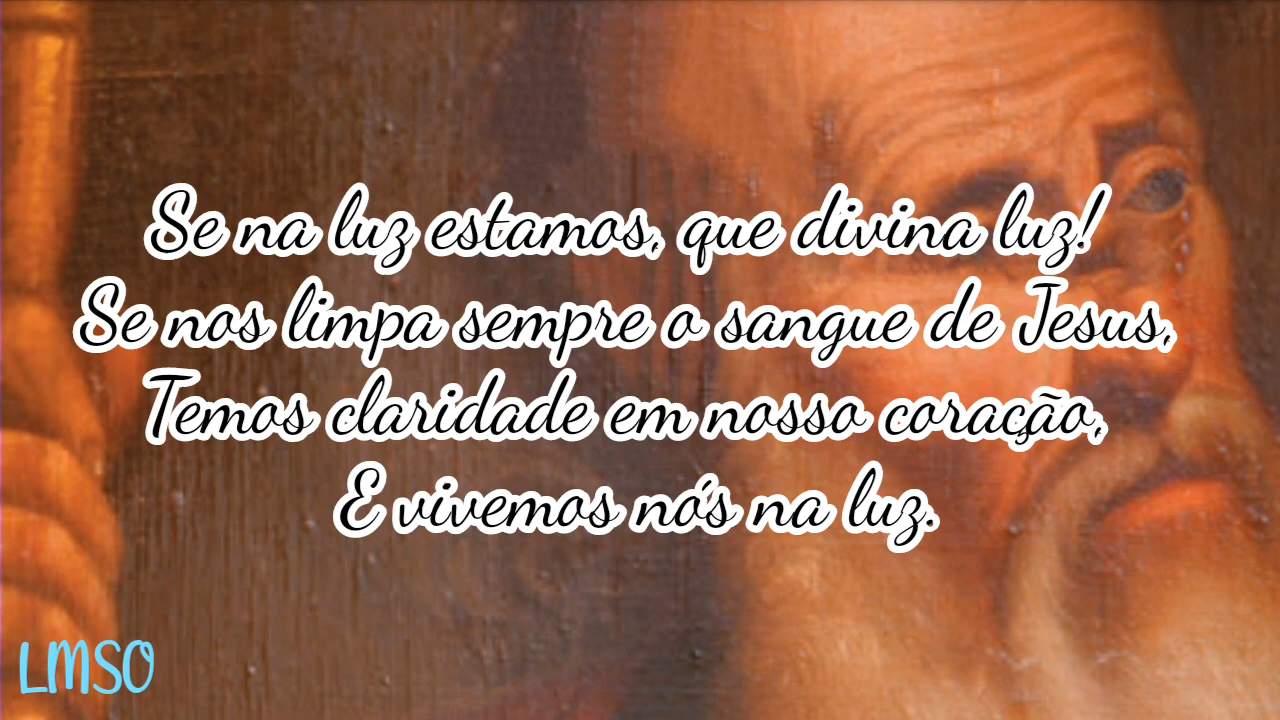 Se na luz estamos, que divina luz!
Se nos limpa sempre o sangue de Jesus,
Temos claridade em nosso coração,
E vivemos nós na luz.
LMSO